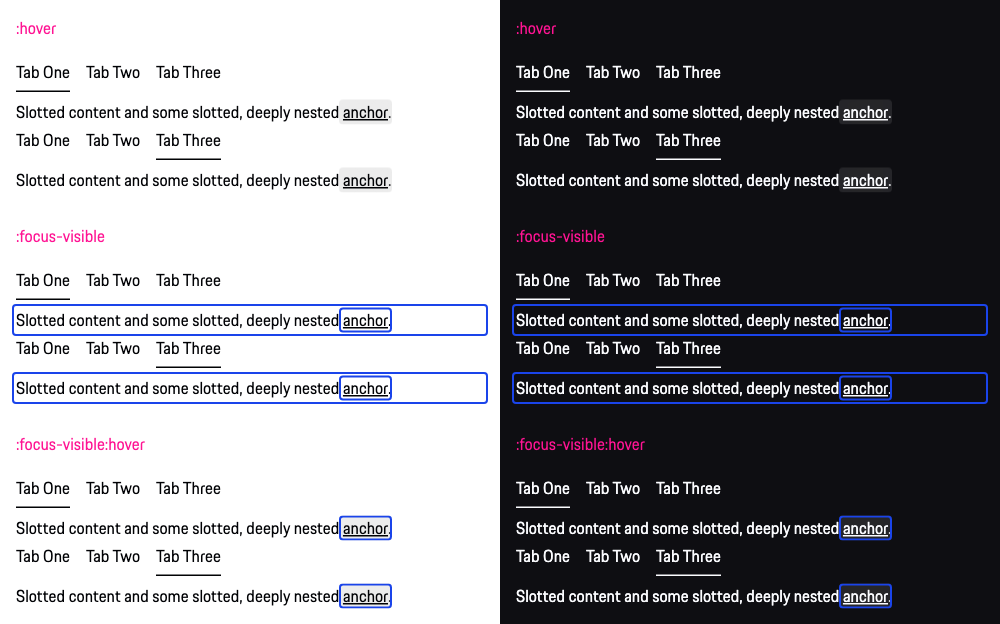 :hover
Tab One Tab Two Tab Three
Slotted content and some slotted, deeply nested anchor.
Tab One Tab Two Tab Three
Slotted content and some slotted, deeply nested anchor.
:focus-visible
Tab One Tab Two Tab Three
Slotted content and some slotted, deeply nested anchor.
Tab One Tab Two Tab Three
Slotted content and some slotted, deeply nested anchor.
:focus-visible:hover
Tab One Tab Two Tab Three
Slotted content and some slotted, deeply nested anchor.
Tab One Tab Two Tab Three
Slotted content and some slotted, deeply nested anchor.
:hover
Tab One Tab Two Tab Three
Slotted content and some slotted, deeply nested anchor.
Tab One Tab Two Tab Three
Slotted content and some slotted, deeply nested anchor.
:focus-visible
Tab One Tab Two Tab Three
Slotted content and some slotted, deeply nested anchor.
Tab One Tab Two Tab Three
Slotted content and some slotted, deeply nested anchor.
:focus-visible:hover
Tab One Tab Two Tab Three
Slotted content and some slotted, deeply nested anchor.
Tab One Tab Two Tab Three
Slotted content and some slotted, deeply nested anchor.